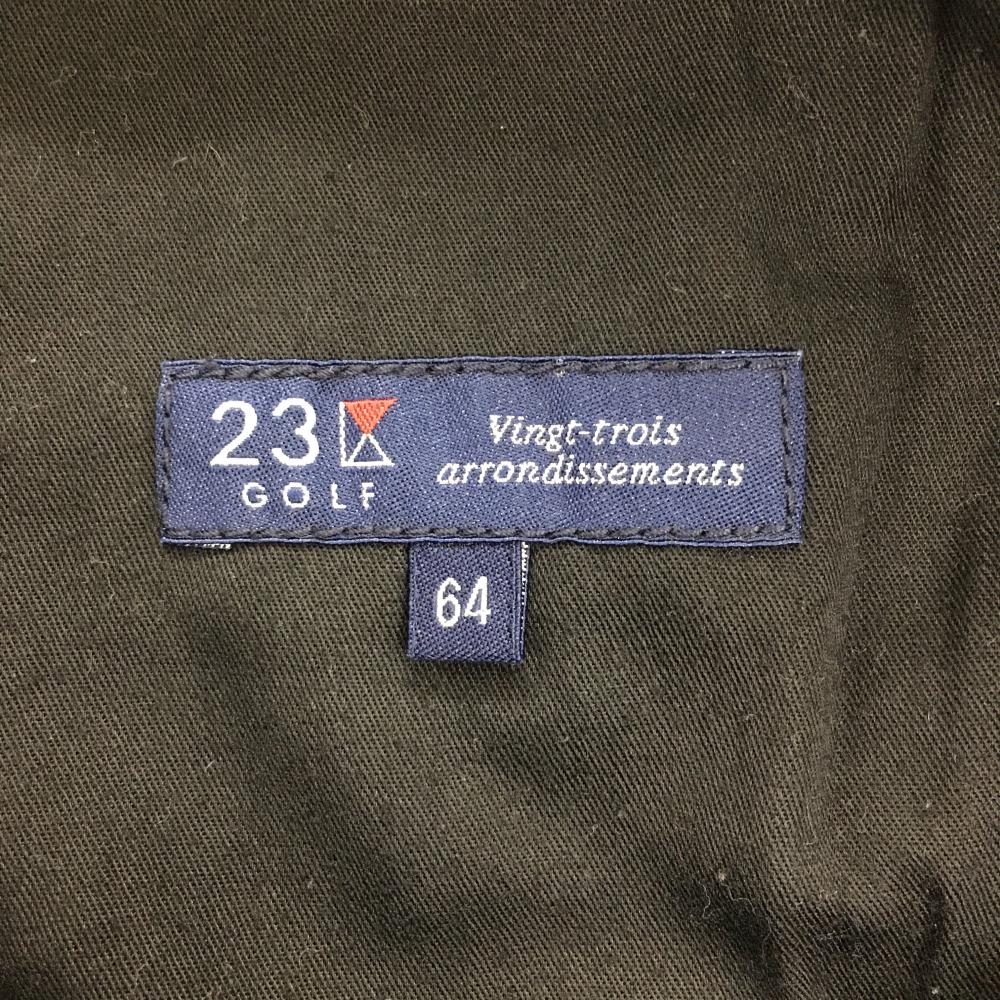 23
GOLF
Vingt-trois
arrondissements
64